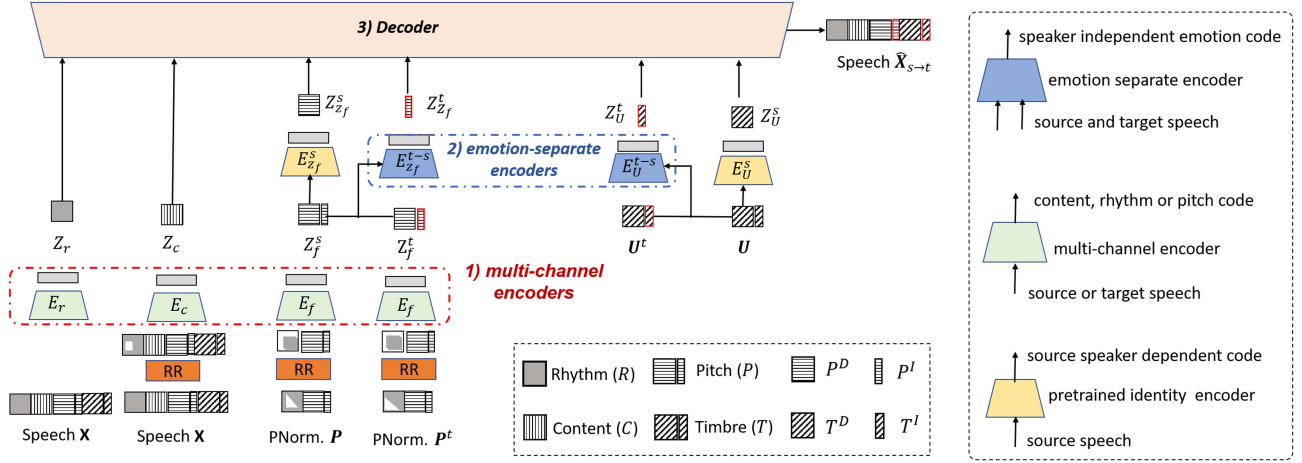 3) Decoder
Speech X̂ₛ→ₜ
Z^s_{Z_f}
Z^t_{Z_f}
Z^t_U
Z^s_U
E^s_{Z_f}
E^{t−s}_{Z_f}
2) emotion-separate
encoders
E^{t−s}_U
E^s_U
Z_r
Z_c
Z^s_f
Z^t_f
U^t
U
1) multi-channel
encoders
E_r
E_c
E_f
E_f
RR
RR
RR
Speech X
Speech X
PNorm. P
PNorm. P^t
Rhythm (R)
Pitch (P)
P^D
P^I
Content (C)
Timbre (T)
T^D
T^I
speaker independent emotion code
emotion separate encoder
source and target speech
content, rhythm or pitch code
multi-channel encoder
source or target speech
source speaker dependent code
pretrained identity encoder
source speech